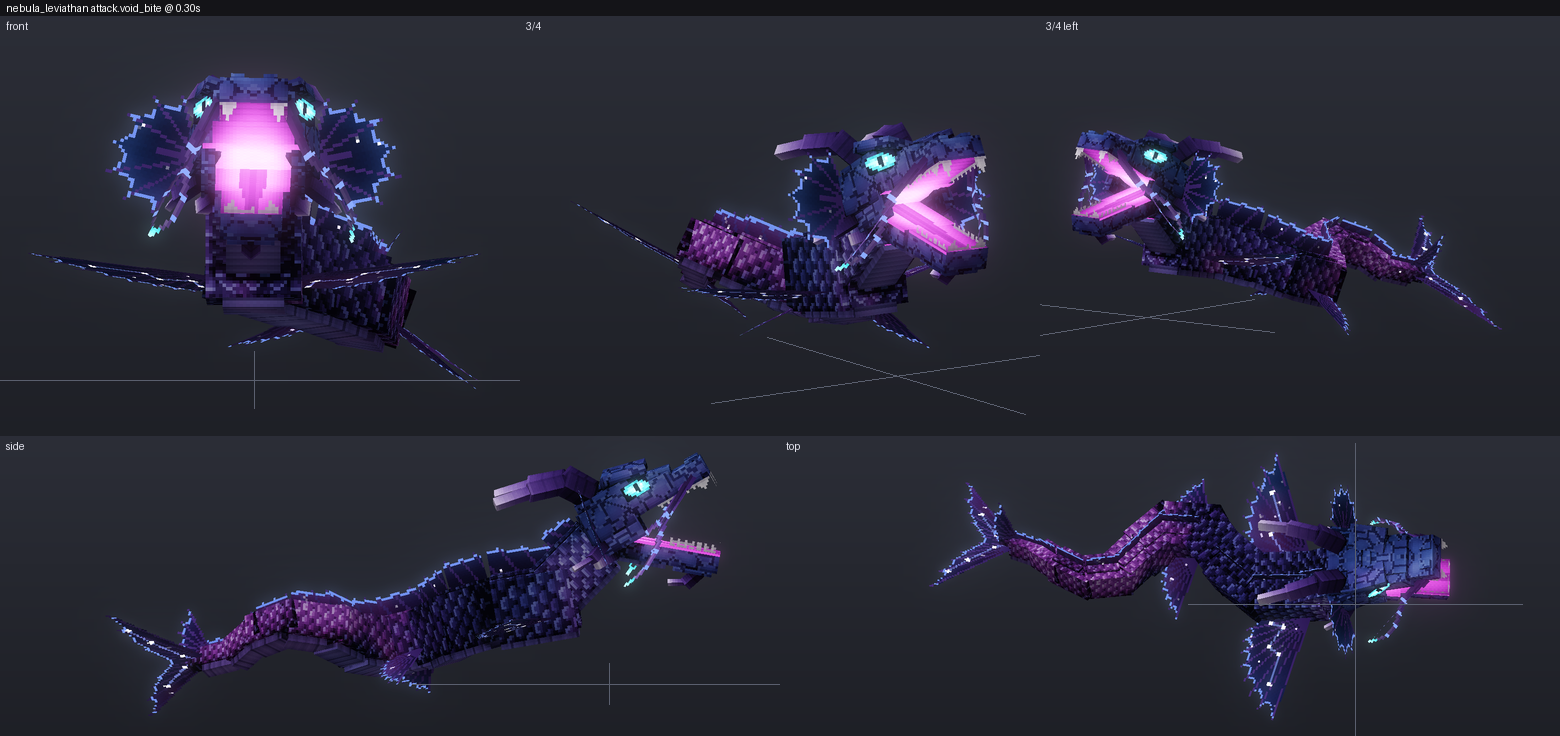 nebula_leviathan attack.void_bite @ 0.30s
front
3/4
3/4 left
side
top